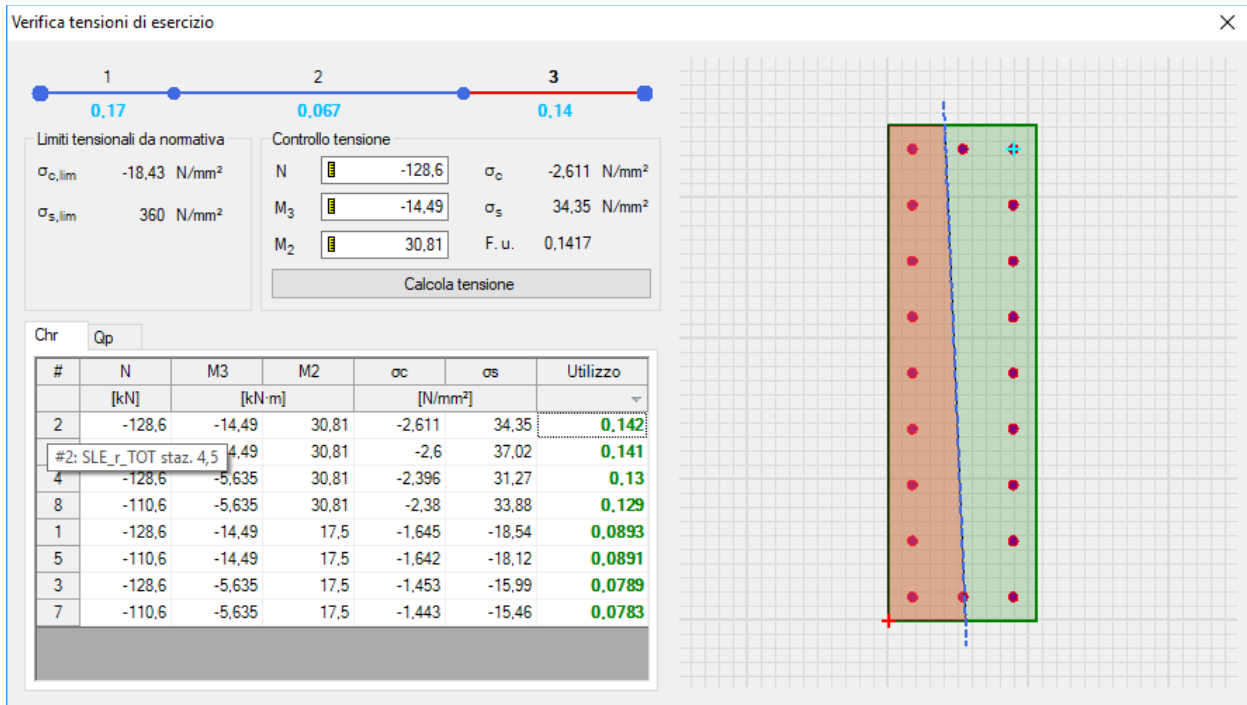 Verifica tensioni di esercizio
1 2 3
0,17 0,067 0,14
Limiti tensionali da normativa
σc,lim -18,43 N/mm²
σs,lim 360 N/mm²
Controllo tensione
N -128,6 σc -2,611 N/mm²
M3 -14,49 σs 34,35 N/mm²
M2 30,81 F. u. 0,1417
Calcola tensione
Chr Qp
# N M3 M2 σc σs Utilizzo
[kN] [kN·m] [N/mm²]
2 -128,6 -14,49 30,81 -2,611 34,35 0,142
#2: SLE_r_TOT staz. 4,5 4,49 30,81 -2,6 37,02 0,141
4 -128,6 -5,635 30,81 -2,396 31,27 0,13
8 -110,6 -5,635 30,81 -2,38 33,88 0,129
1 -128,6 -14,49 17,5 -1,645 -18,54 0,0893
5 -110,6 -14,49 17,5 -1,642 -18,12 0,0891
3 -128,6 -5,635 17,5 -1,453 -15,99 0,0789
7 -110,6 -5,635 17,5 -1,443 -15,46 0,0783